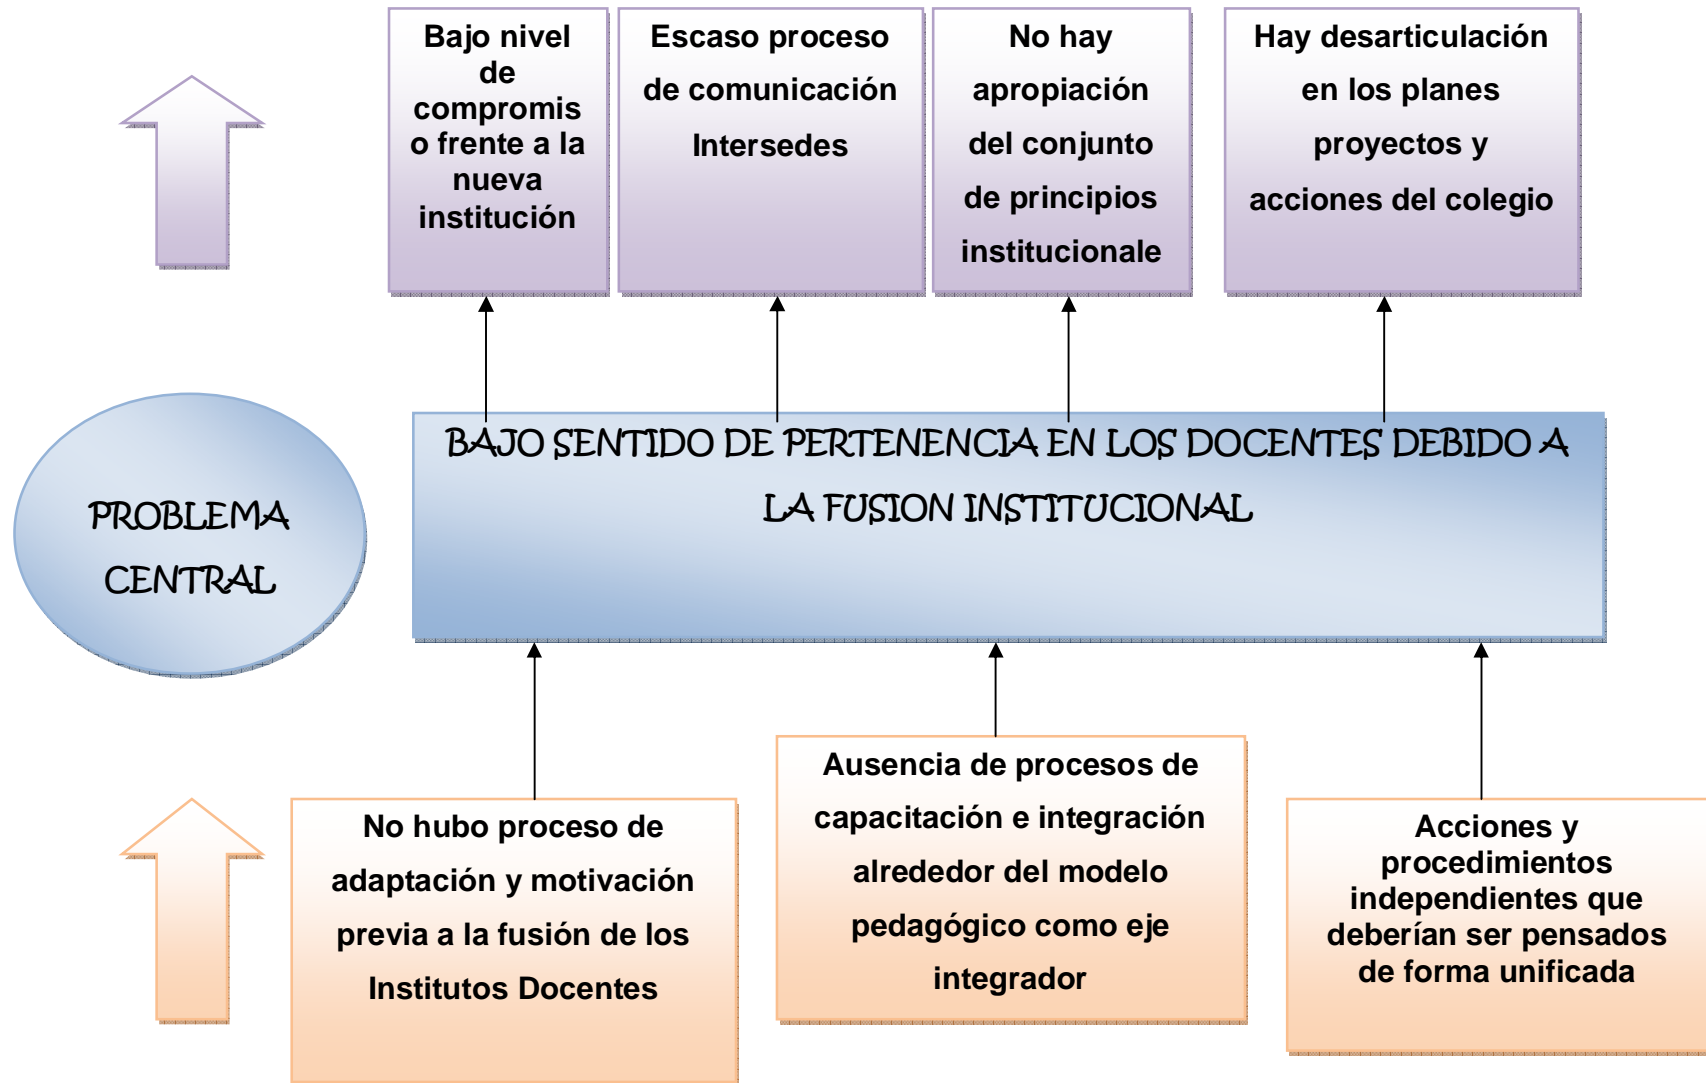 Bajo nivel
de
compromis
o frente a la
nueva
institución
Escaso proceso
de comunicación
Intersedes
No hay
apropiación
del conjunto
de principios
institucionale
Hay desarticulación
en los planes
proyectos y
acciones del colegio
PROBLEMA
CENTRAL
BAJO SENTIDO DE PERTENENCIA EN LOS DOCENTES DEBIDO A
LA FUSION INSTITUCIONAL
No hubo proceso de
adaptación y motivación
previa a la fusión de los
Institutos Docentes
Ausencia de procesos de
capacitación e integración
alrededor del modelo
pedagógico como eje
integrador
Acciones y
procedimientos
independientes que
deberían ser pensados
de forma unificada